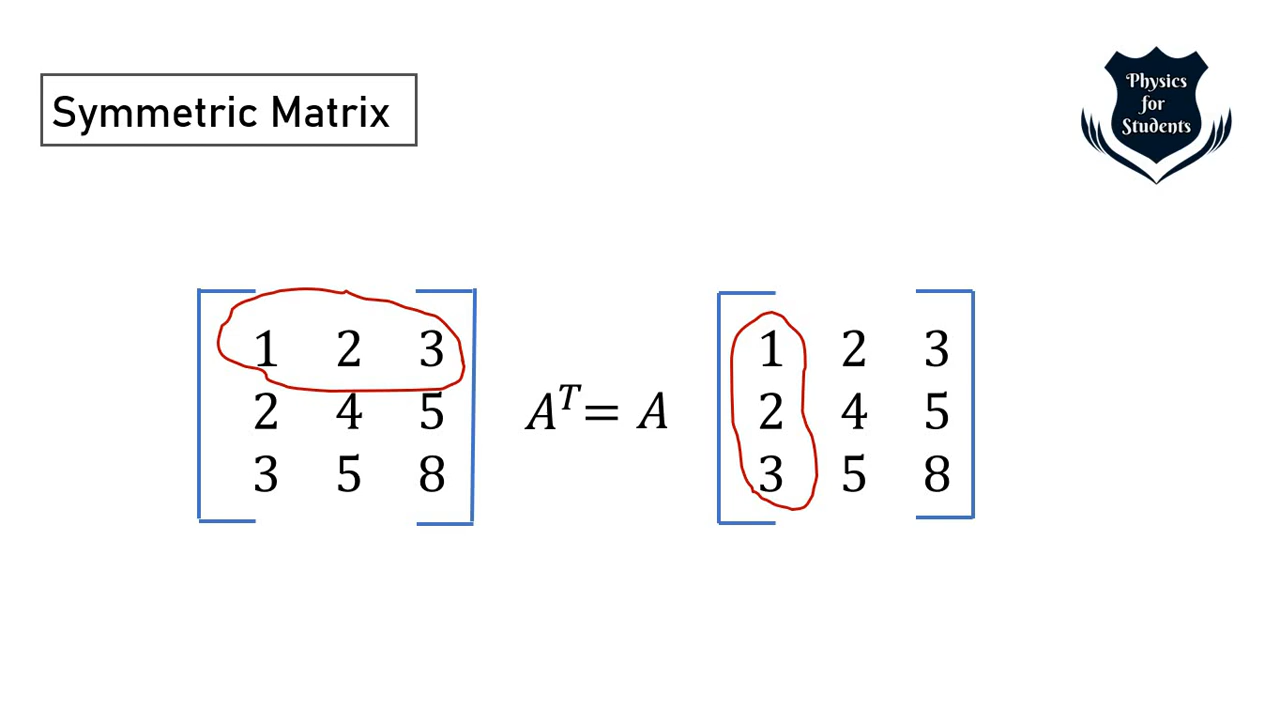 Symmetric Matrix
Physics
for
Students
1 2 3
2 4 5
3 5 8
Aᵀ= A
1 2 3
2 4 5
3 5 8